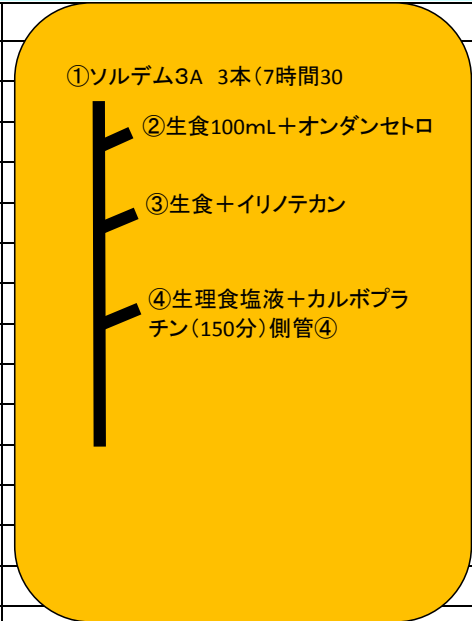 ①ソルデム3A 3本(7時間30
②生食100mL+オンダンセトロ
③生食+イリノテカン
④生理食塩液+カルボプラ
チン(150分)側管④